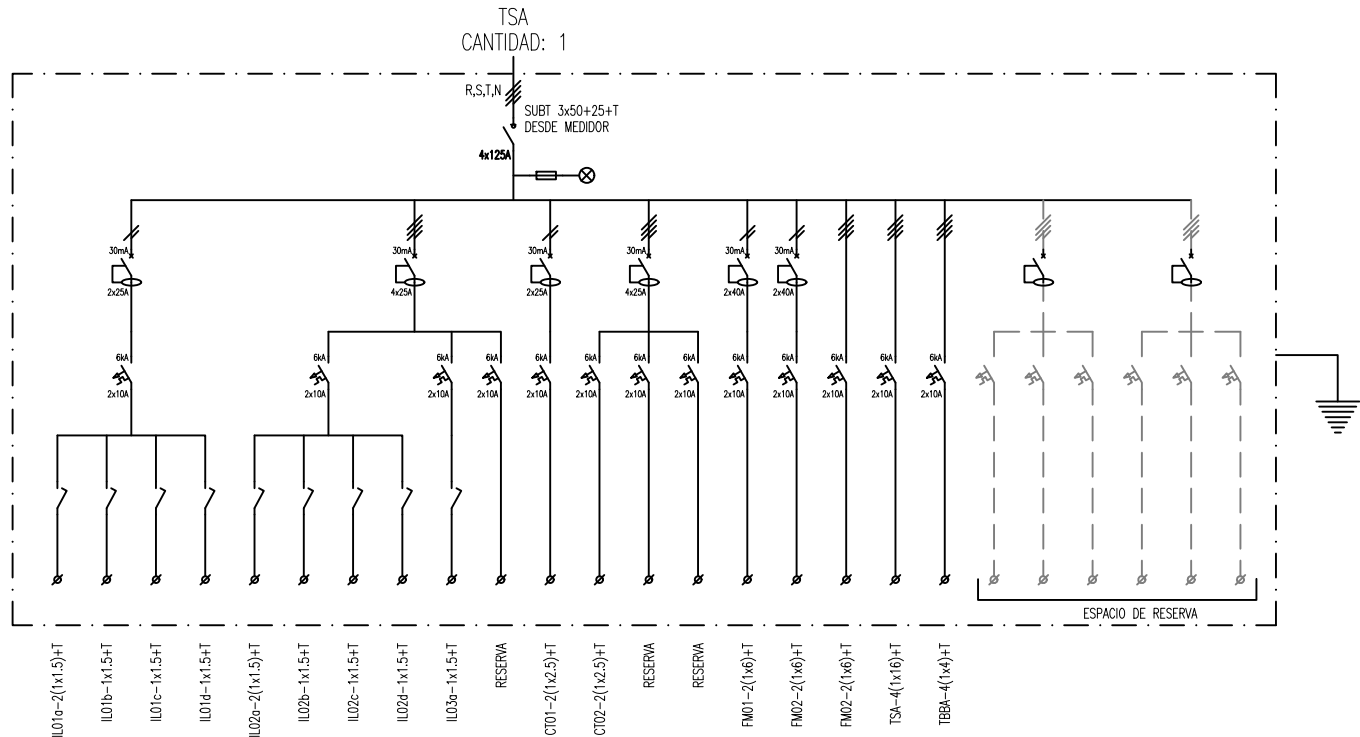 TSA
CANTIDAD: 1
R,S,T,N
SUBT 3x50+25+T
DESDE MEDIDOR
4x125A
30mA 30mA 30mA 30mA 30mA 30mA
2x25A 4x25A 2x25A 4x25A 2x40A 2x40A
6kA 6kA 6kA 6kA 6kA 6kA 6kA 6kA 6kA 6kA 6kA 6kA 6kA
2x10A 2x10A 2x10A 2x10A 2x10A 2x10A 2x10A 2x10A 2x10A 2x10A 2x10A 2x10A 2x10A
ESPACIO DE RESERVA
IL01a-2(1x1.5)+T
IL01b-1x1.5+T
IL01c-1x1.5+T
IL01d-1x1.5+T
IL02a-2(1x1.5)+T
IL02b-1x1.5+T
IL02c-1x1.5+T
IL02d-1x1.5+T
IL03a-1x1.5+T
RESERVA
CT01-2(1x2.5)+T
CT02-2(1x2.5)+T
RESERVA
RESERVA
FM01-2(1x6)+T
FM02-2(1x6)+T
FM02-2(1x6)+T
TSA-4(1x16)+T
TBBA-4(1x4)+T